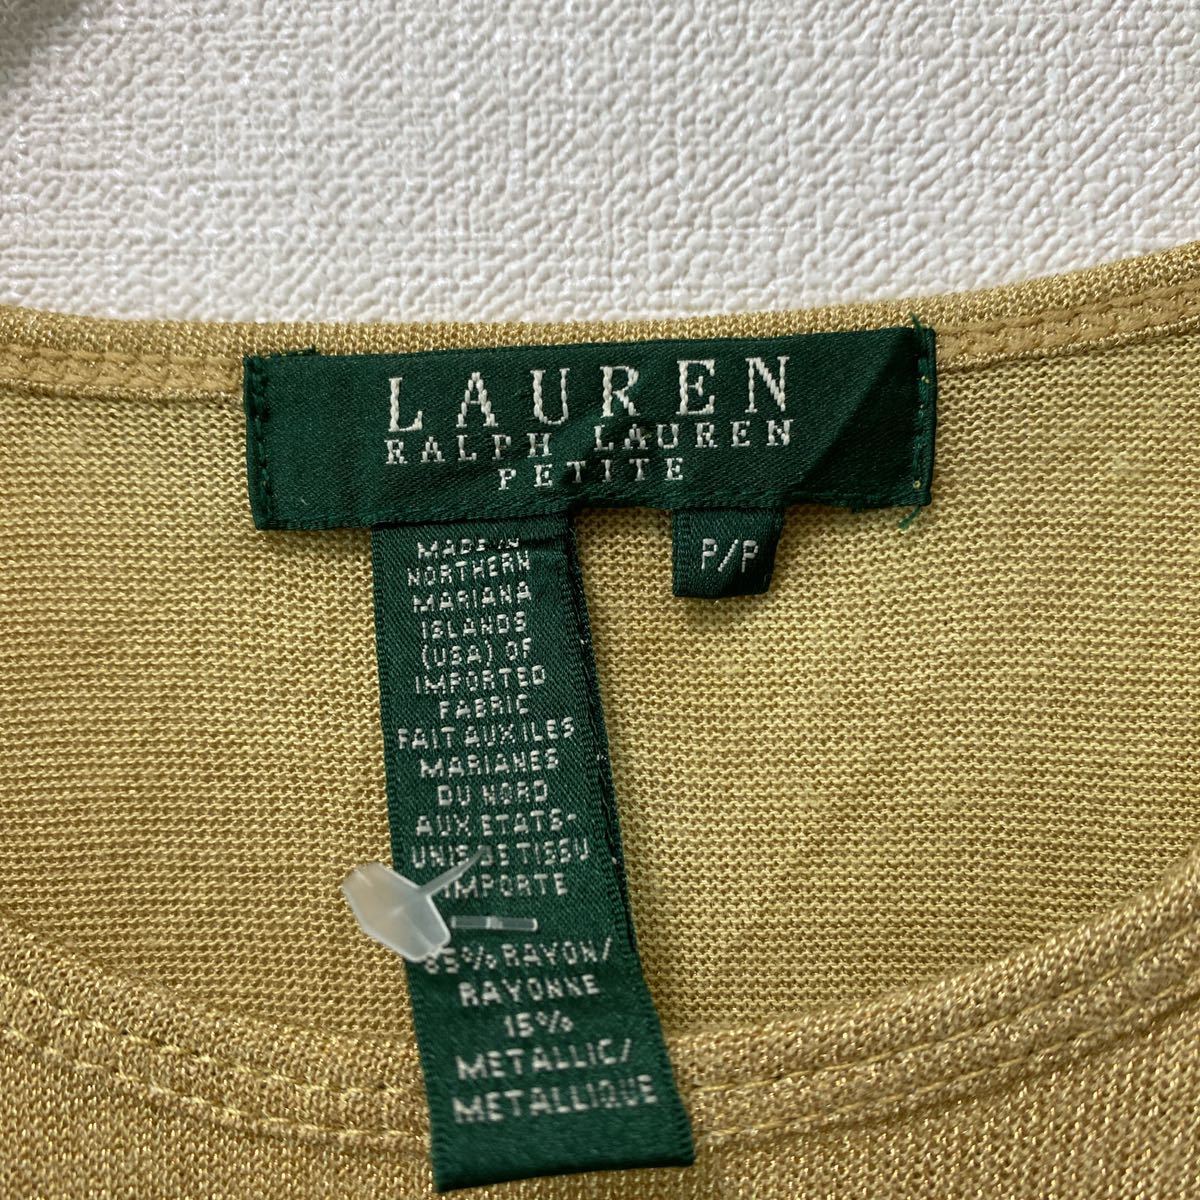 LAUREN
RALPH LAUREN
PETITE
P/P
MADE IN
NORTHERN
MARIANA
ISLANDS
(USA) OF
IMPORTED
FABRIC
FAIT AUX ILES
MARIANES
DU NORD
AUX ETATS-
UNIS DE TISSU
IMPORTE
85% RAYON/
RAYONNE
15%
METALLIC/
METALLIQUE